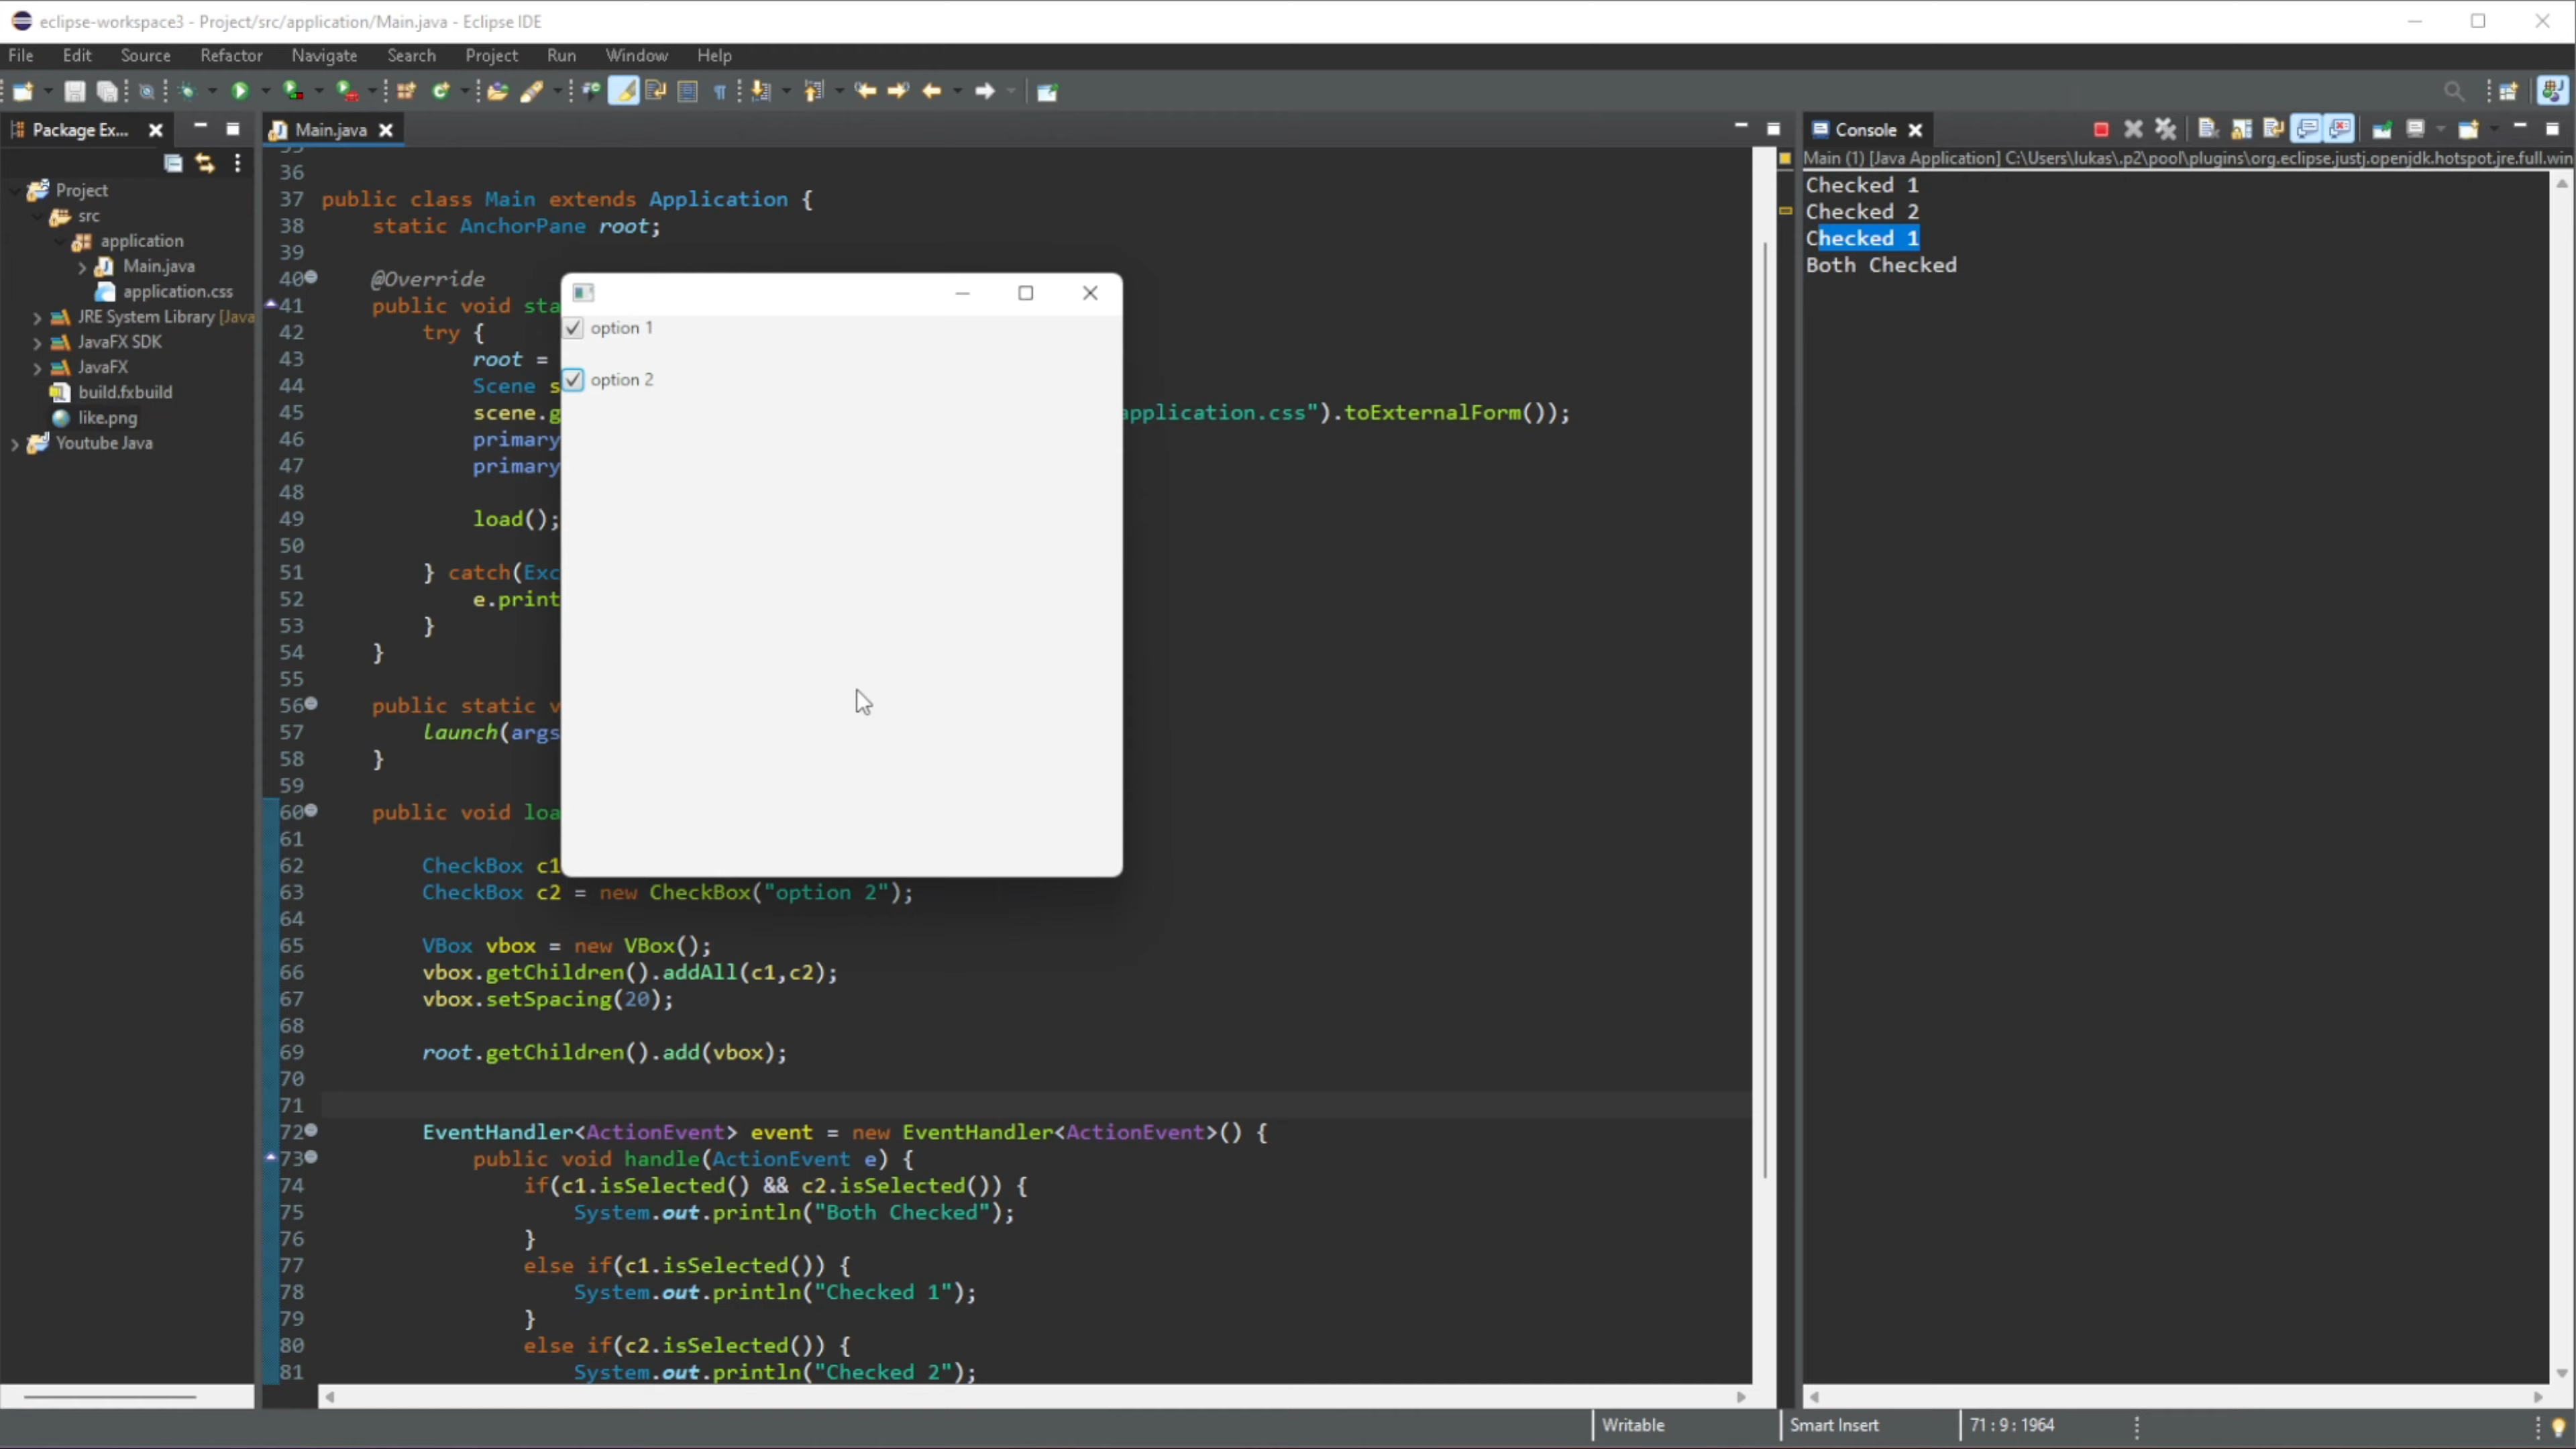 eclipse-workspace3 - Project/src/application/Main.java - Eclipse IDE
File Edit Source Refactor Navigate Search Project Run Window Help
Package Ex...
Project
src
application
Main.java
application.css
JRE System Library [Java
JavaFX SDK
JavaFX
build.fxbuild
like.png
Youtube Java
Main.java
36
37 public class Main extends Application {
38 static AnchorPane root;
39
40 @Override
41 public void sta
42 try {
43 root =
44 Scene s
45 scene.g application.css").toExternalForm());
46 primary
47 primary
48
49 load();
50
51 } catch(Exc
52 e.print
53 }
54 }
55
56 public static v
57 launch(args
58 }
59
60 public void loa
61
62 CheckBox c1
63 CheckBox c2 = new CheckBox("option 2");
64
65 VBox vbox = new VBox();
66 vbox.getChildren().addAll(c1,c2);
67 vbox.setSpacing(20);
68
69 root.getChildren().add(vbox);
70
71
72 EventHandler<ActionEvent> event = new EventHandler<ActionEvent>() {
73 public void handle(ActionEvent e) {
74 if(c1.isSelected() && c2.isSelected()) {
75 System.out.println("Both Checked");
76 }
77 else if(c1.isSelected()) {
78 System.out.println("Checked 1");
79 }
80 else if(c2.isSelected()) {
81 System.out.println("Checked 2");
option 1
option 2
Console
Main (1) [Java Application] C:\Users\lukas\.p2\pool\plugins\org.eclipse.justj.openjdk.hotspot.jre.full.win
Checked 1
Checked 2
Checked 1
Both Checked
Writable
Smart Insert
71 : 9 : 1964